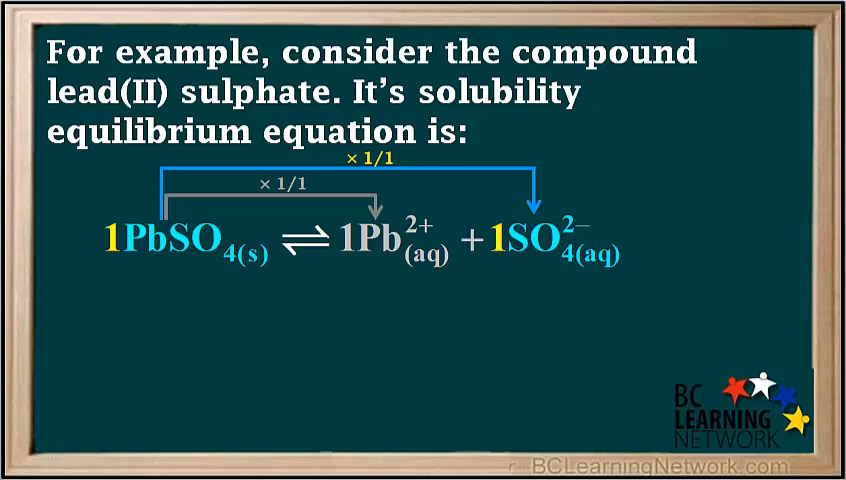 For example, consider the compound
lead(II) sulphate. It's solubility
equilibrium equation is:
× 1/1
× 1/1
1PbSO4(s) ⇌ 1Pb2+(aq) + 1SO42−(aq)
BC
LEARNING
NETWORK
BCLearningNetwork.com